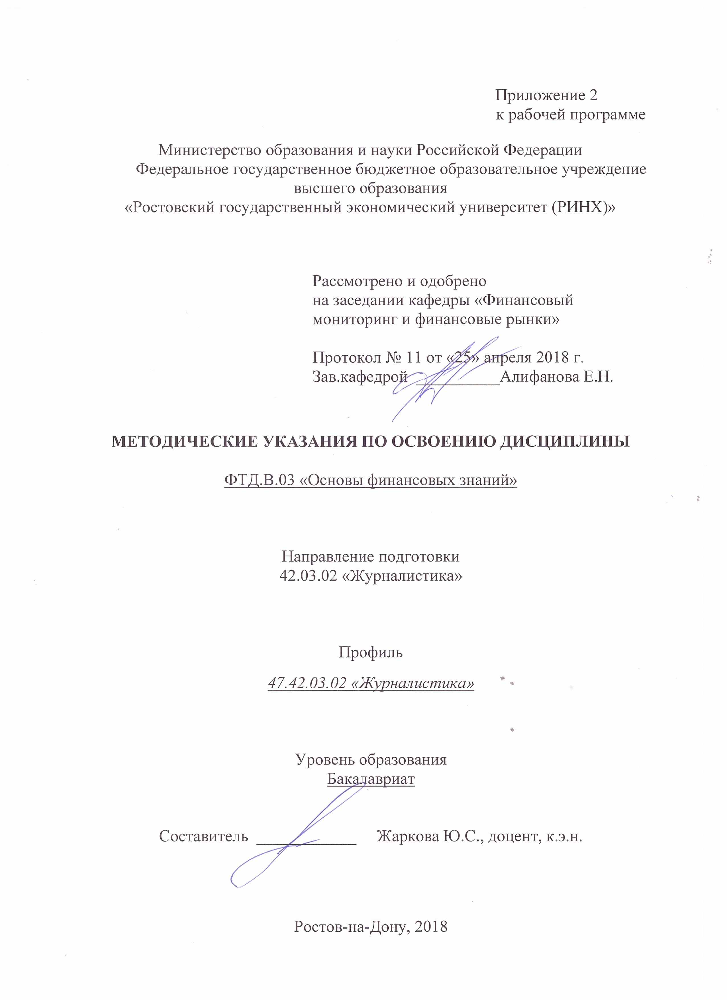 Приложение 2
к рабочей программе
Министерство образования и науки Российской Федерации
Федеральное государственное бюджетное образовательное учреждение
высшего образования
«Ростовский государственный экономический университет (РИНХ)»
Рассмотрено и одобрено
на заседании кафедры «Финансовый
мониторинг и финансовые рынки»
Протокол № 11 от «25» апреля 2018 г.
Зав.кафедрой __________Алифанова Е.Н.
МЕТОДИЧЕСКИЕ УКАЗАНИЯ ПО ОСВОЕНИЮ ДИСЦИПЛИНЫ
ФТД.В.03 «Основы финансовых знаний»
Направление подготовки
42.03.02 «Журналистика»
Профиль
47.42.03.02 «Журналистика»
Уровень образования
Бакалавриат
Составитель ____________ Жаркова Ю.С., доцент, к.э.н.
Ростов-на-Дону, 2018